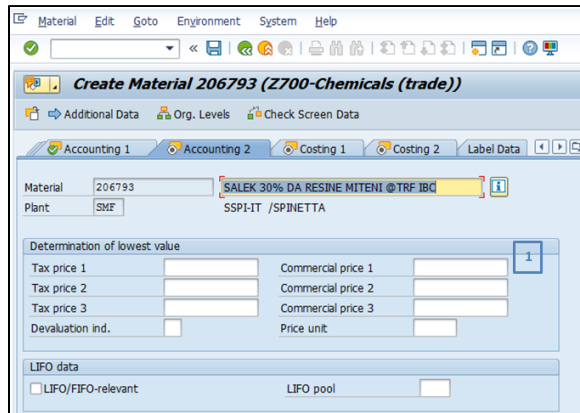 Material Edit Goto Environment System Help
Create Material 206793 (Z700-Chemicals (trade))
Additional Data Org. Levels Check Screen Data
Accounting 1 Accounting 2 Costing 1 Costing 2 Label Data
Material 206793 SALEK 30% DA RESINE MITENI @TRF IBC
Plant SMF SSPI-IT /SPINETTA
Determination of lowest value
1
Tax price 1 Commercial price 1
Tax price 2 Commercial price 2
Tax price 3 Commercial price 3
Devaluation ind. Price unit
LIFO data
LIFO/FIFO-relevant LIFO pool